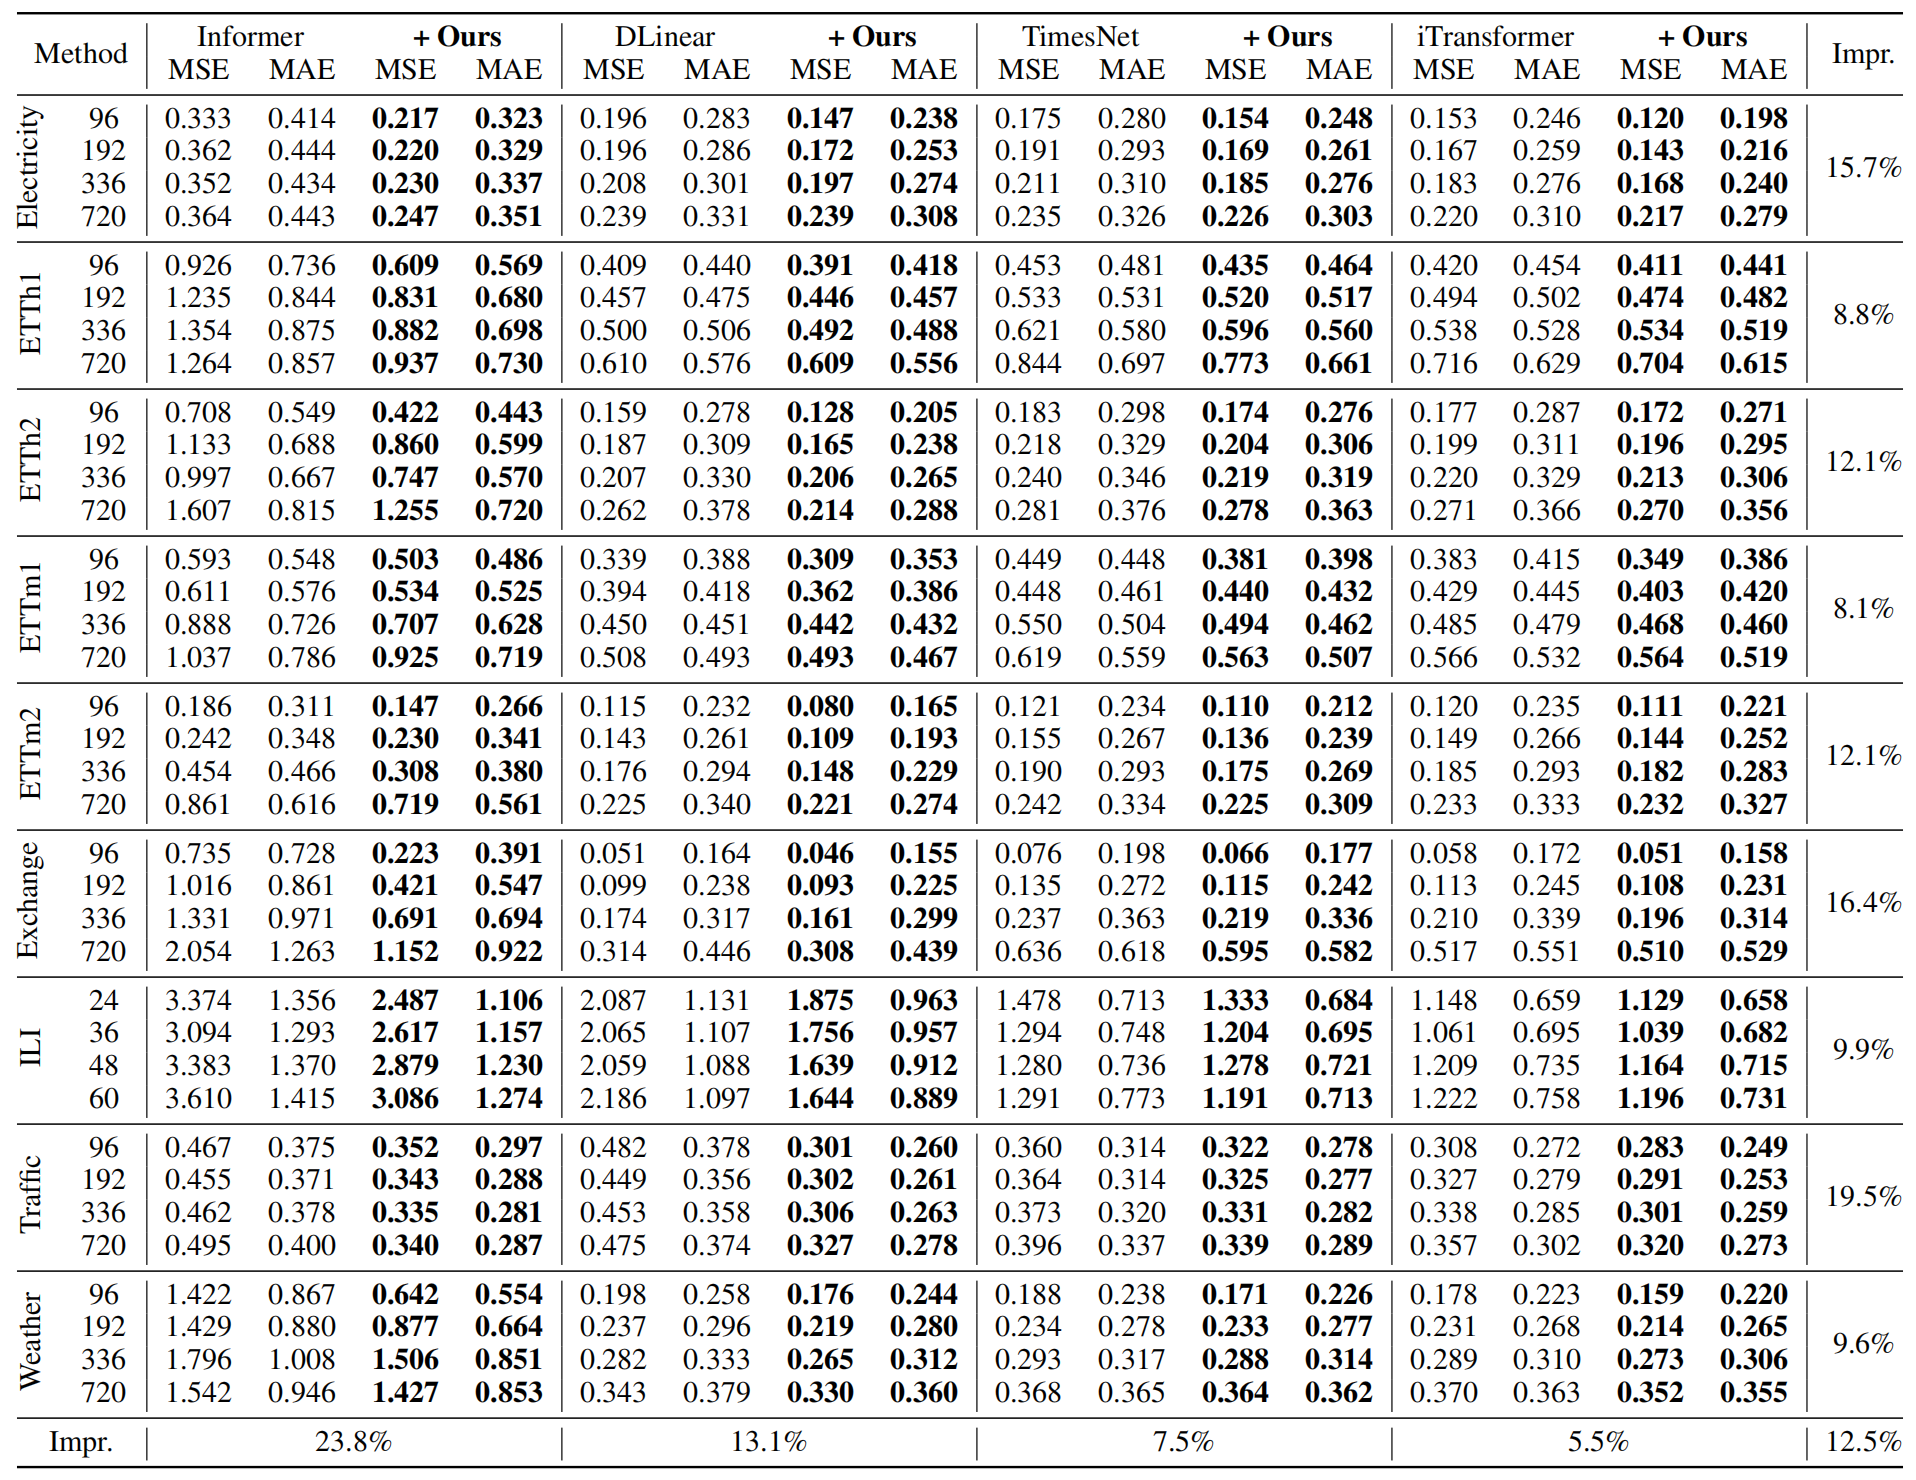 Method Informer + Ours DLinear + Ours TimesNet + Ours iTransformer + Ours Impr.
MSE MAE MSE MAE MSE MAE MSE MAE MSE MAE MSE MAE MSE MAE MSE MAE
Electricity
96 0.333 0.414 0.217 0.323 0.196 0.283 0.147 0.238 0.175 0.280 0.154 0.248 0.153 0.246 0.120 0.198
192 0.362 0.444 0.220 0.329 0.196 0.286 0.172 0.253 0.191 0.293 0.169 0.261 0.167 0.259 0.143 0.216
15.7%
336 0.352 0.434 0.230 0.337 0.208 0.301 0.197 0.274 0.211 0.310 0.185 0.276 0.183 0.276 0.168 0.240
720 0.364 0.443 0.247 0.351 0.239 0.331 0.239 0.308 0.235 0.326 0.226 0.303 0.220 0.310 0.217 0.279
ETTh1
96 0.926 0.736 0.609 0.569 0.409 0.440 0.391 0.418 0.453 0.481 0.435 0.464 0.420 0.454 0.411 0.441
192 1.235 0.844 0.831 0.680 0.457 0.475 0.446 0.457 0.533 0.531 0.520 0.517 0.494 0.502 0.474 0.482
8.8%
336 1.354 0.875 0.882 0.698 0.500 0.506 0.492 0.488 0.621 0.580 0.596 0.560 0.538 0.528 0.534 0.519
720 1.264 0.857 0.937 0.730 0.610 0.576 0.609 0.556 0.844 0.697 0.773 0.661 0.716 0.629 0.704 0.615
ETTh2
96 0.708 0.549 0.422 0.443 0.159 0.278 0.128 0.205 0.183 0.298 0.174 0.276 0.177 0.287 0.172 0.271
192 1.133 0.688 0.860 0.599 0.187 0.309 0.165 0.238 0.218 0.329 0.204 0.306 0.199 0.311 0.196 0.295
12.1%
336 0.997 0.667 0.747 0.570 0.207 0.330 0.206 0.265 0.240 0.346 0.219 0.319 0.220 0.329 0.213 0.306
720 1.607 0.815 1.255 0.720 0.262 0.378 0.214 0.288 0.281 0.376 0.278 0.363 0.271 0.366 0.270 0.356
ETTm1
96 0.593 0.548 0.503 0.486 0.339 0.388 0.309 0.353 0.449 0.448 0.381 0.398 0.383 0.415 0.349 0.386
192 0.611 0.576 0.534 0.525 0.394 0.418 0.362 0.386 0.448 0.461 0.440 0.432 0.429 0.445 0.403 0.420
8.1%
336 0.888 0.726 0.707 0.628 0.450 0.451 0.442 0.432 0.550 0.504 0.494 0.462 0.485 0.479 0.468 0.460
720 1.037 0.786 0.925 0.719 0.508 0.493 0.493 0.467 0.619 0.559 0.563 0.507 0.566 0.532 0.564 0.519
ETTm2
96 0.186 0.311 0.147 0.266 0.115 0.232 0.080 0.165 0.121 0.234 0.110 0.212 0.120 0.235 0.111 0.221
192 0.242 0.348 0.230 0.341 0.143 0.261 0.109 0.193 0.155 0.267 0.136 0.239 0.149 0.266 0.144 0.252
12.1%
336 0.454 0.466 0.308 0.380 0.176 0.294 0.148 0.229 0.190 0.293 0.175 0.269 0.185 0.293 0.182 0.283
720 0.861 0.616 0.719 0.561 0.225 0.340 0.221 0.274 0.242 0.334 0.225 0.309 0.233 0.333 0.232 0.327
Exchange
96 0.735 0.728 0.223 0.391 0.051 0.164 0.046 0.155 0.076 0.198 0.066 0.177 0.058 0.172 0.051 0.158
192 1.016 0.861 0.421 0.547 0.099 0.238 0.093 0.225 0.135 0.272 0.115 0.242 0.113 0.245 0.108 0.231
16.4%
336 1.331 0.971 0.691 0.694 0.174 0.317 0.161 0.299 0.237 0.363 0.219 0.336 0.210 0.339 0.196 0.314
720 2.054 1.263 1.152 0.922 0.314 0.446 0.308 0.439 0.636 0.618 0.595 0.582 0.517 0.551 0.510 0.529
ILI
24 3.374 1.356 2.487 1.106 2.087 1.131 1.875 0.963 1.478 0.713 1.333 0.684 1.148 0.659 1.129 0.658
36 3.094 1.293 2.617 1.157 2.065 1.107 1.756 0.957 1.294 0.748 1.204 0.695 1.061 0.695 1.039 0.682
9.9%
48 3.383 1.370 2.879 1.230 2.059 1.088 1.639 0.912 1.280 0.736 1.278 0.721 1.209 0.735 1.164 0.715
60 3.610 1.415 3.086 1.274 2.186 1.097 1.644 0.889 1.291 0.773 1.191 0.713 1.222 0.758 1.196 0.731
Traffic
96 0.467 0.375 0.352 0.297 0.482 0.378 0.301 0.260 0.360 0.314 0.322 0.278 0.308 0.272 0.283 0.249
192 0.455 0.371 0.343 0.288 0.449 0.356 0.302 0.261 0.364 0.314 0.325 0.277 0.327 0.279 0.291 0.253
19.5%
336 0.462 0.378 0.335 0.281 0.453 0.358 0.306 0.263 0.373 0.320 0.331 0.282 0.338 0.285 0.301 0.259
720 0.495 0.400 0.340 0.287 0.475 0.374 0.327 0.278 0.396 0.337 0.339 0.289 0.357 0.302 0.320 0.273
Weather
96 1.422 0.867 0.642 0.554 0.198 0.258 0.176 0.244 0.188 0.238 0.171 0.226 0.178 0.223 0.159 0.220
192 1.429 0.880 0.877 0.664 0.237 0.296 0.219 0.280 0.234 0.278 0.233 0.277 0.231 0.268 0.214 0.265
9.6%
336 1.796 1.008 1.506 0.851 0.282 0.333 0.265 0.312 0.293 0.317 0.288 0.314 0.289 0.310 0.273 0.306
720 1.542 0.946 1.427 0.853 0.343 0.379 0.330 0.360 0.368 0.365 0.364 0.362 0.370 0.363 0.352 0.355
Impr. 23.8% 13.1% 7.5% 5.5% 12.5%